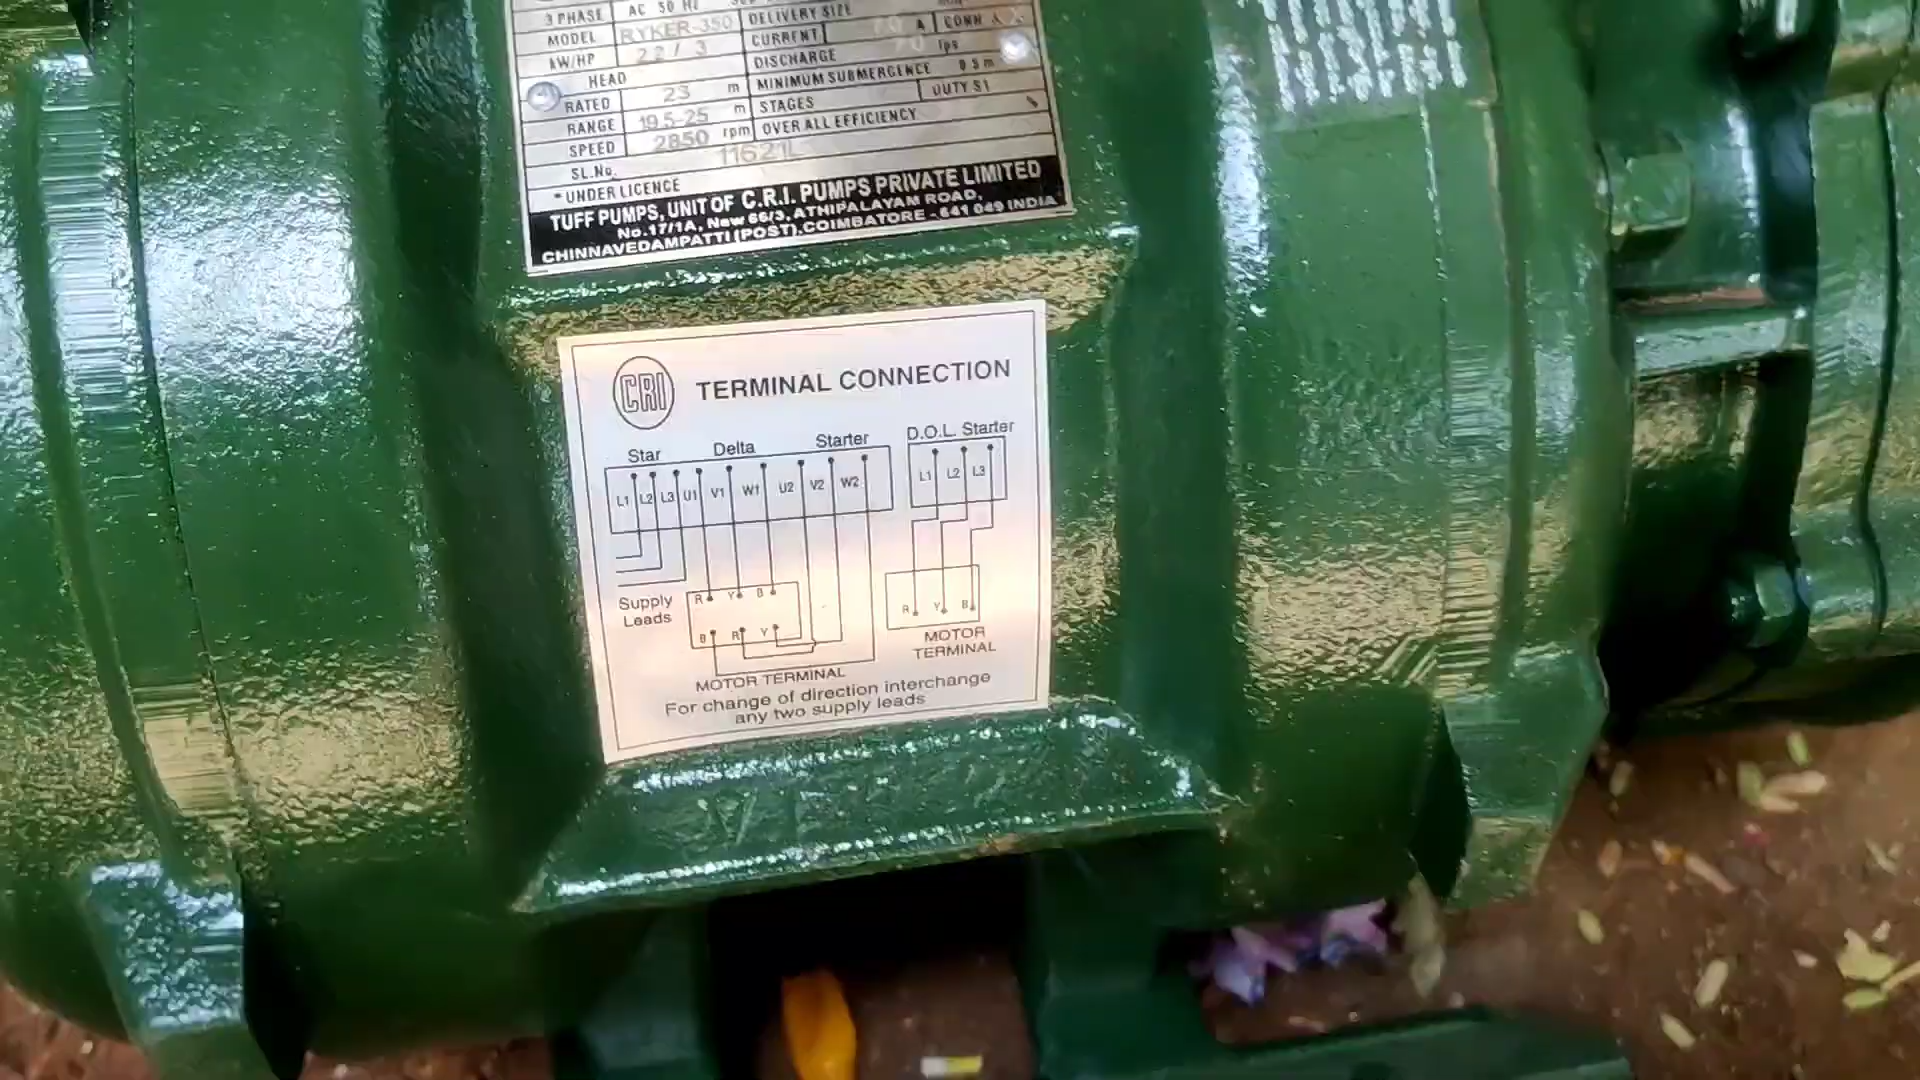 3 PHASE AC 50 Hz DELIVERY SIZE
MODEL RYKER-350 CURRENT A CONN
kW/HP 2.2 / 3 DISCHARGE lps
HEAD MINIMUM SUBMERGENCE 0.5 m
RATED 23 m STAGES DUTY S1
RANGE 19.5-25 m OVER ALL EFFICIENCY
SPEED 2850 rpm
SL.No. 11621L
* UNDER LICENCE
TUFF PUMPS, UNIT OF C.R.I. PUMPS PRIVATE LIMITED
No.17/1A, New 66/3, ATHIPALAYAM ROAD,
CHINNAVEDAMPATTI (POST), COIMBATORE - 641 049 INDIA
CRI TERMINAL CONNECTION
Star Delta Starter D.O.L. Starter
L1 L2 L3 U1 V1 W1 U2 V2 W2 L1 L2 L3
Supply Leads
R Y B
B R Y
R Y B
MOTOR TERMINAL
MOTOR TERMINAL
For change of direction interchange
any two supply leads